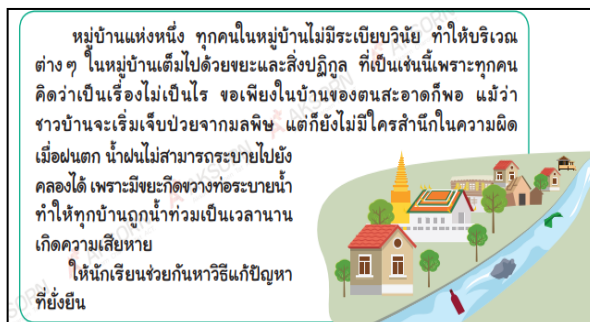 หมู่บ้านแห่งหนึ่ง ทุกคนในหมู่บ้านไม่มีระเบียบวินัย ทำให้บริเวณ
ต่างๆ ในหมู่บ้านเต็มไปด้วยขยะและสิ่งปฏิกูล ที่เป็นเช่นนี้เพราะทุกคน
คิดว่าเป็นเรื่องไม่เป็นไร ขอเพียงในบ้านของตนสะอาดก็พอ แม้ว่า
ชาวบ้านจะเริ่มเจ็บป่วยจากมลพิษ แต่ก็ยังไม่มีใครสำนึกในความผิด
เมื่อฝนตก น้ำฝนไม่สามารถระบายไปยัง
คลองได้ เพราะมีขยะกีดขวางท่อระบายน้ำ
ทำให้ทุกบ้านถูกน้ำท่วมเป็นเวลานาน
เกิดความเสียหาย
ให้นักเรียนช่วยกันหาวิธีแก้ปัญหา
ที่ยั่งยืน
AKSORN
AKSORN
AKSORN
AKSORN